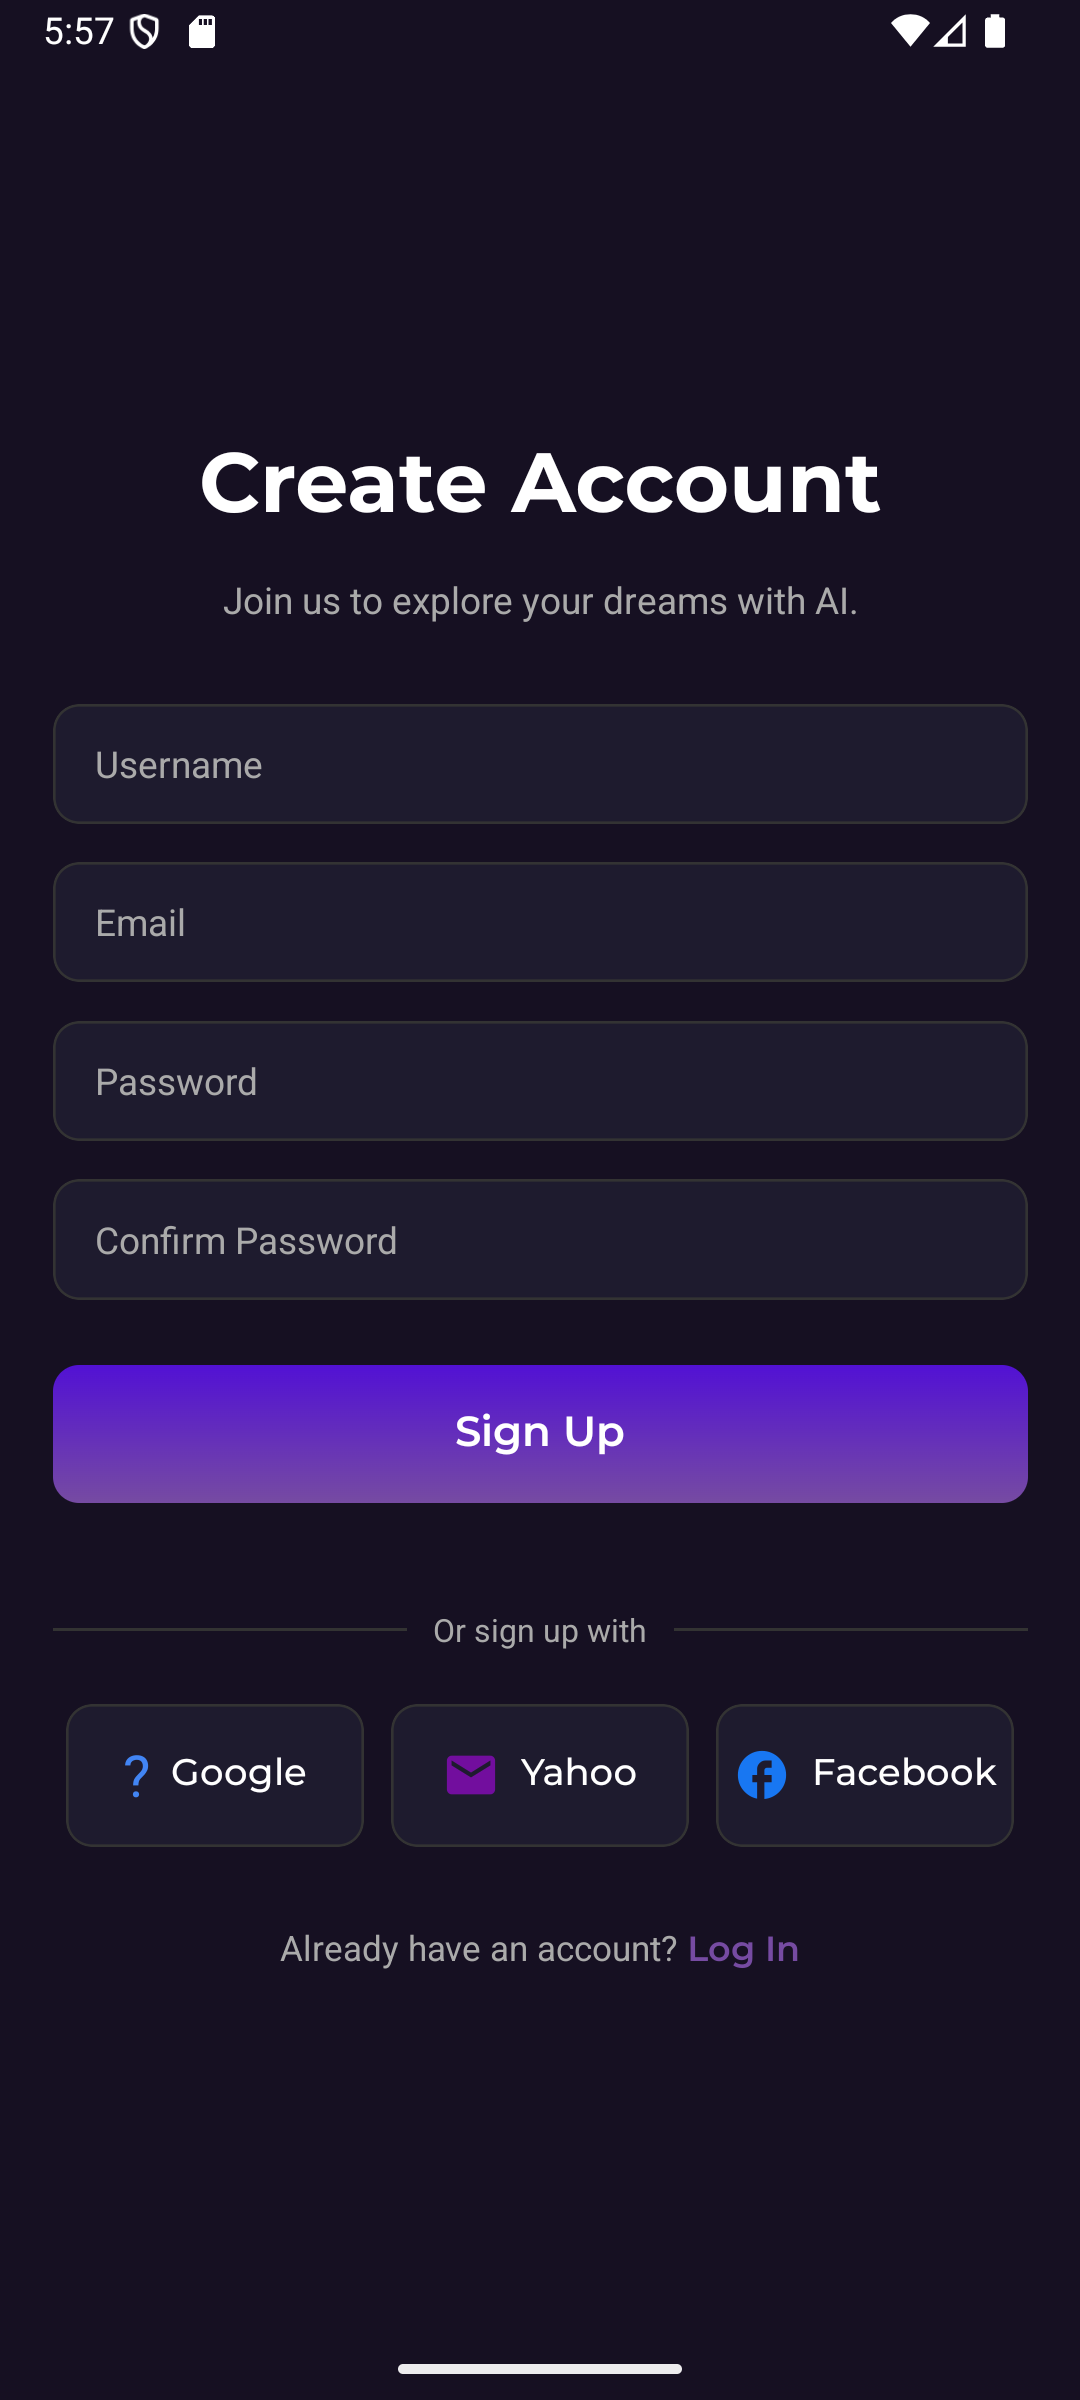 5:57
Create Account
Join us to explore your dreams with AI.
Username
Email
Password
Confirm Password
Sign Up
Or sign up with
? Google
Yahoo
Facebook
Already have an account? Log In